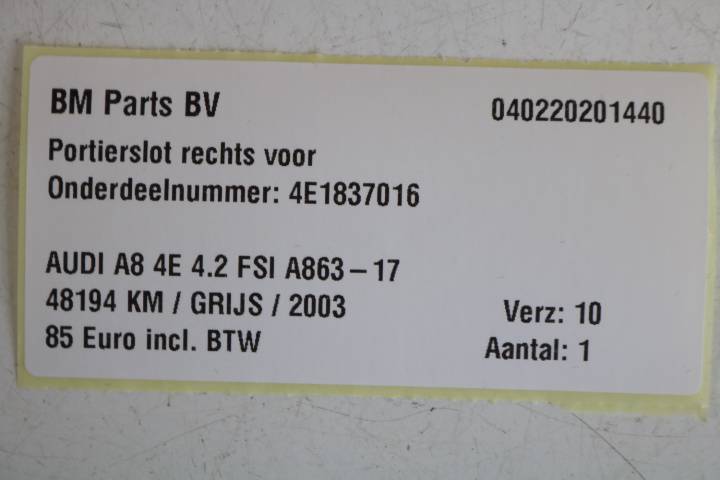 BM Parts BV 040220201440
Portierslot rechts voor
Onderdeelnummer: 4E1837016
AUDI A8 4E 4.2 FSI A863-17
48194 KM / GRIJS / 2003 Verz: 10
85 Euro incl. BTW Aantal: 1